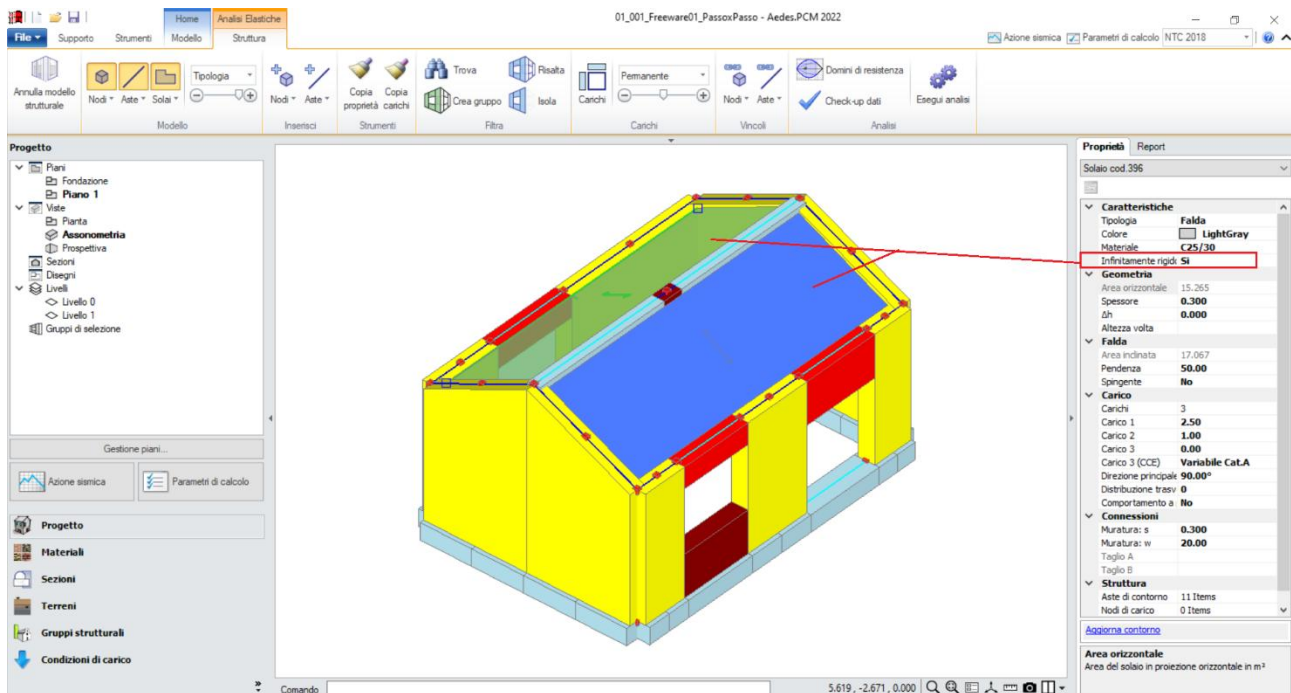 Home
Analisi Elastiche
01_001_Freeware01_PassoxPasso - Aedes.PCM 2022
File
Supporto
Strumenti
Modello
Struttura
Azione sismica
Parametri di calcolo
NTC 2018
Annulla modello strutturale
Nodi
Aste
Solai
Tipologia
Modello
Nodi
Aste
Inserisci
Copia proprietà
Copia carichi
Strumenti
Trova
Risalta
Crea gruppo
Isola
Filtra
Carichi
Permanente
Carichi
Nodi
Aste
Vincoli
Domini di resistenza
Check-up dati
Esegui analisi
Analisi
Progetto
Piani
Fondazione
Piano 1
Viste
Pianta
Assonometria
Prospettiva
Sezioni
Disegni
Livelli
Livello 0
Livello 1
Gruppi di selezione
Gestione piani...
Azione sismica
Parametri di calcolo
Progetto
Materiali
Sezioni
Terreni
Gruppi strutturali
Condizioni di carico
Comando
5.619 , -2.671 , 0.000
Proprietà
Report
Solaio cod.396
Caratteristiche
Tipologia Falda
Colore LightGray
Materiale C25/30
Infinitamente rigido Sì
Geometria
Area orizzontale 15.265
Spessore 0.300
Δh 0.000
Altezza volta
Falda
Area inclinata 17.067
Pendenza 50.00
Spingente No
Carico
Carichi 3
Carico 1 2.50
Carico 2 1.00
Carico 3 0.00
Carico 3 (CCE) Variabile Cat.A
Direzione principale 90.00°
Distribuzione trasv 0
Comportamento a No
Connessioni
Muratura: s 0.300
Muratura: w 20.00
Taglio A
Taglio B
Struttura
Aste di contorno 11 Items
Nodi di carico 0 Items
Aggiorna contorno
Area orizzontale
Area del solaio in proiezione orizzontale in m²